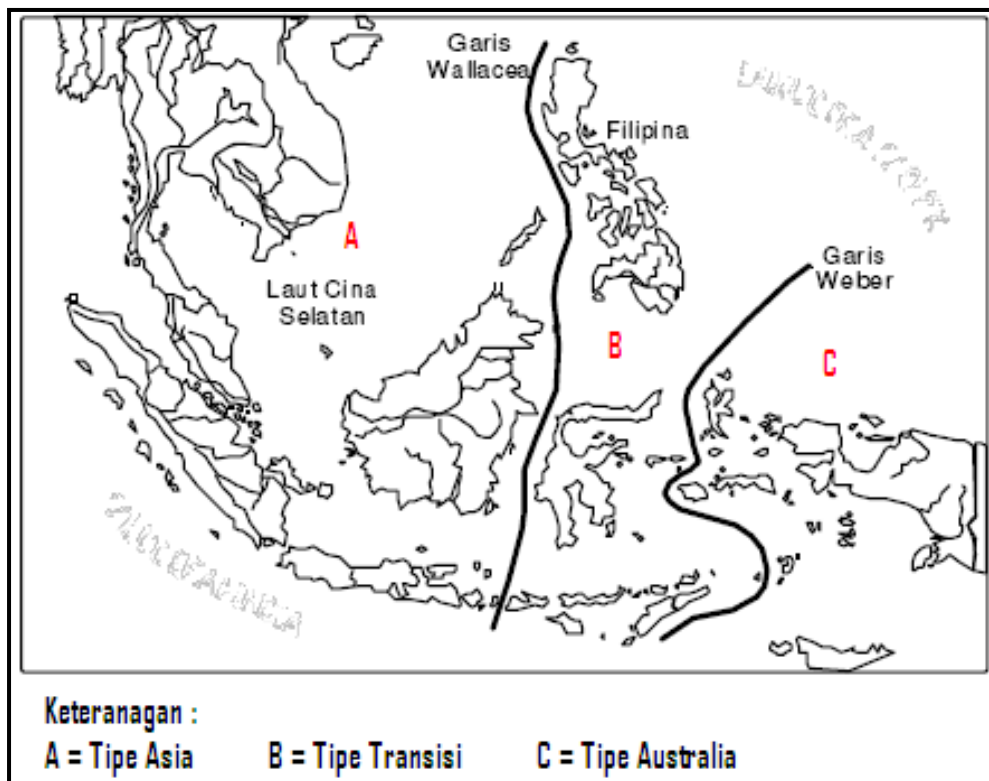 Garis
Wallacea
Filipina
A
Garis
Weber
Laut Cina
Selatan
B
C
Keteranagan :
A = Tipe Asia B = Tipe Transisi C = Tipe Australia